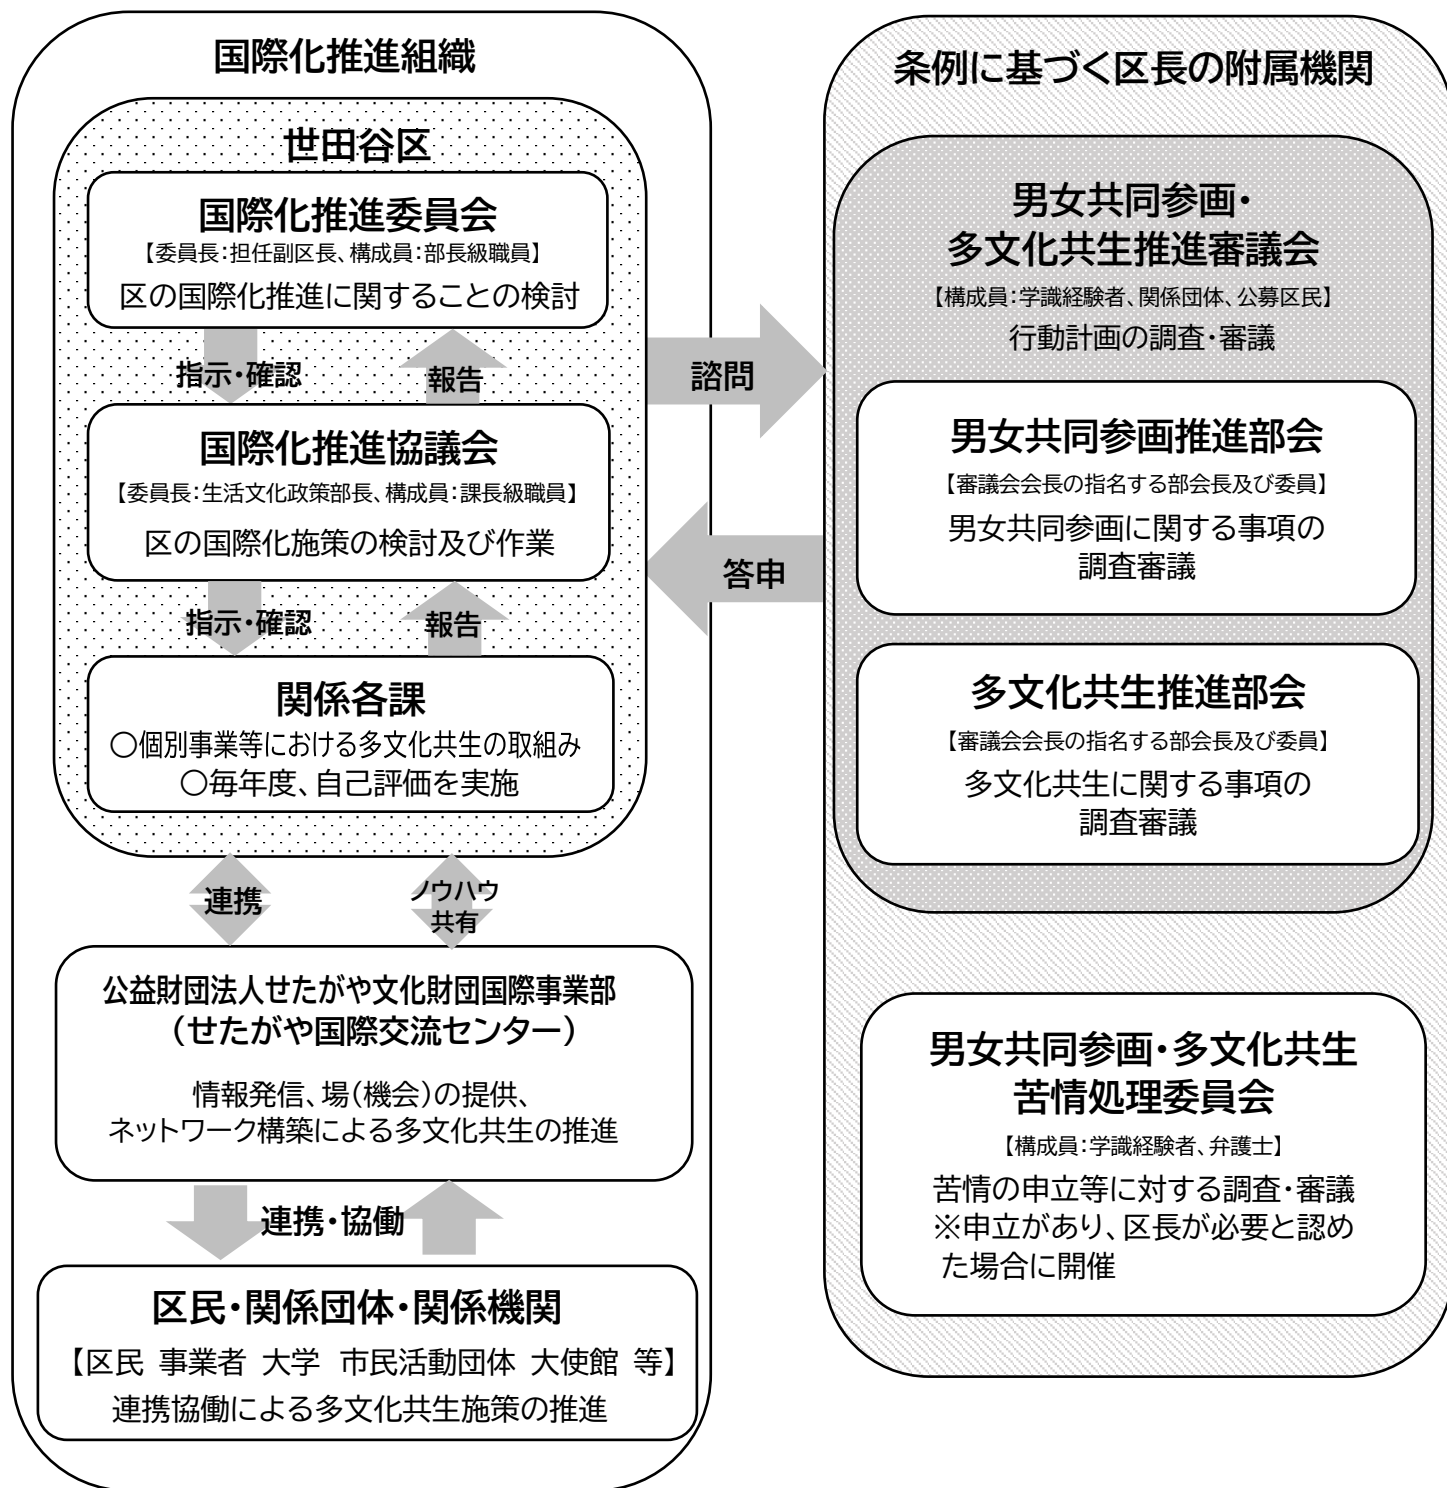 国際化推進組織
世田谷区
国際化推進委員会
【委員長：担任副区長、構成員：部長級職員】
区の国際化推進に関することの検討
指示・確認
報告
国際化推進協議会
【委員長：生活文化政策部長、構成員：課長級職員】
区の国際化施策の検討及び作業
指示・確認
報告
関係各課
○個別事業等における多文化共生の取組み
○毎年度、自己評価を実施
連携
ノウハウ
共有
公益財団法人せたがや文化財団国際事業部
（せたがや国際交流センター）
情報発信、場（機会）の提供、
ネットワーク構築による多文化共生の推進
連携・協働
区民・関係団体・関係機関
【区民 事業者 大学 市民活動団体 大使館 等】
連携協働による多文化共生施策の推進
諮問
答申
条例に基づく区長の附属機関
男女共同参画・
多文化共生推進審議会
【構成員：学識経験者、関係団体、公募区民】
行動計画の調査・審議
男女共同参画推進部会
【審議会会長の指名する部会長及び委員】
男女共同参画に関する事項の
調査審議
多文化共生推進部会
【審議会会長の指名する部会長及び委員】
多文化共生に関する事項の
調査審議
男女共同参画・多文化共生
苦情処理委員会
【構成員：学識経験者、弁護士】
苦情の申立等に対する調査・審議
※申立があり、区長が必要と認め
た場合に開催